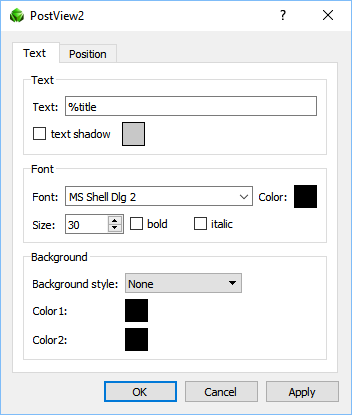 PostView2
Text Position
Text
Text: %title
text shadow
Font
Font: MS Shell Dlg 2 Color:
Size: 30 bold italic
Background
Background style: None
Color1:
Color2:
OK Cancel Apply